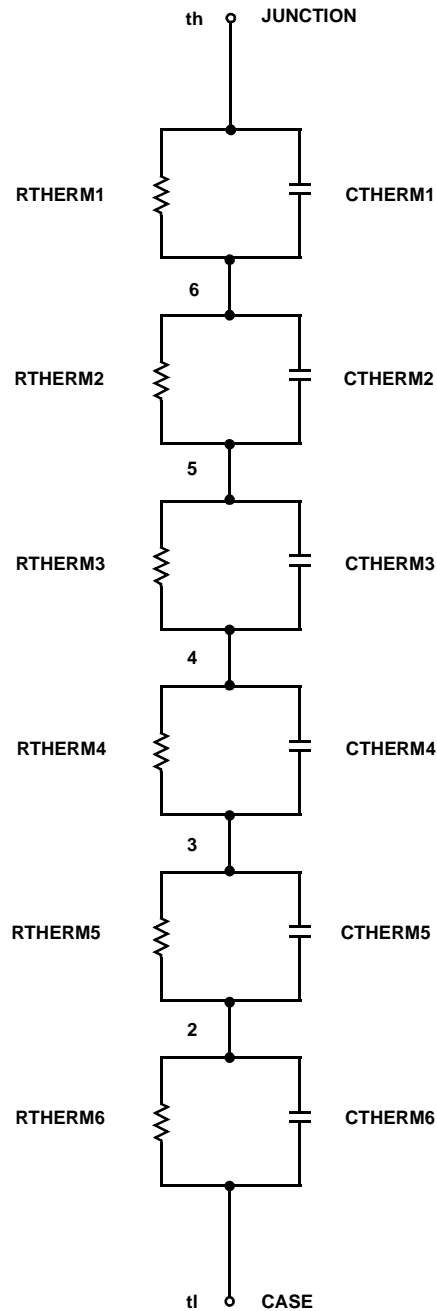 th JUNCTION
RTHERM1 CTHERM1
6
RTHERM2 CTHERM2
5
RTHERM3 CTHERM3
4
RTHERM4 CTHERM4
3
RTHERM5 CTHERM5
2
RTHERM6 CTHERM6
tl CASE